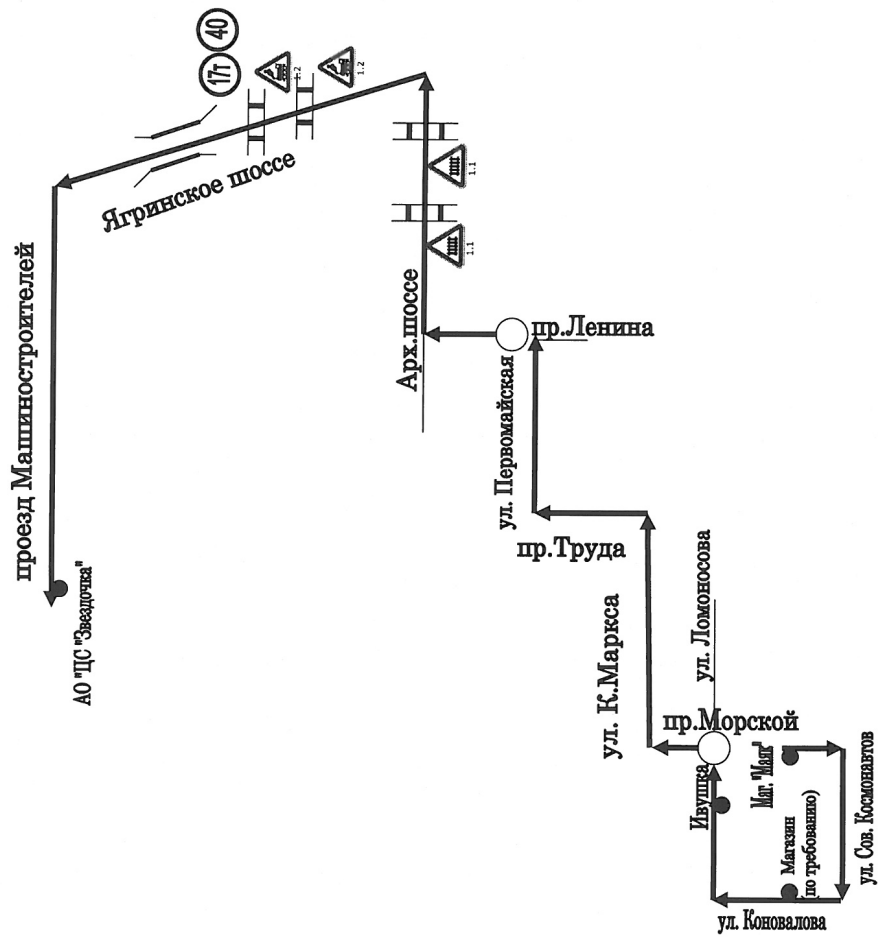 40
17т
1.2
1.2
Ягринское шоссе
1.1
1.1
проезд Машиностроителей
Арх.шоссе
пр.Ленина
ул. Первомайская
пр.Труда
АО "ЦС "Звездочка"
ул. К.Маркса
ул. Ломоносова
пр.Морской
Ивушка
Маг. "Маяк"
Магазин
(по требованию)
ул. Сов. Космонавтов
ул. Коновалова